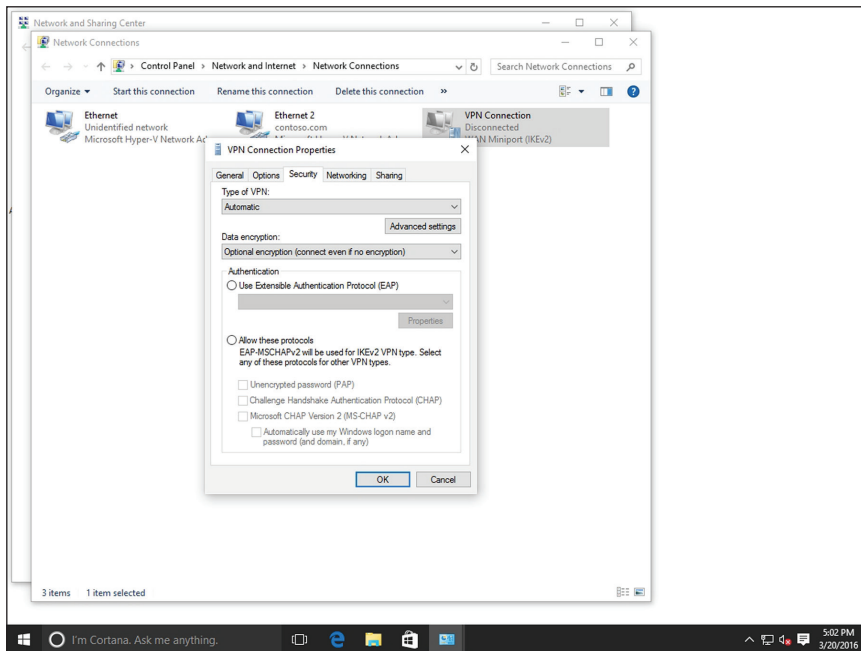 Network and Sharing Center
Network Connections
Control Panel > Network and Internet > Network Connections
Search Network Connections
Organize
Start this connection
Rename this connection
Delete this connection
»
Ethernet
Unidentified network
Microsoft Hyper-V Network Ad
Ethernet 2
contoso.com
VPN Connection
Disconnected
WAN Miniport (IKEv2)
VPN Connection Properties
General Options Security Networking Sharing
Type of VPN:
Automatic
Advanced settings
Data encryption:
Optional encryption (connect even if no encryption)
Authentication
Use Extensible Authentication Protocol (EAP)
Properties
Allow these protocols
EAP-MSCHAPv2 will be used for IKEv2 VPN type. Select
any of these protocols for other VPN types.
Unencrypted password (PAP)
Challenge Handshake Authentication Protocol (CHAP)
Microsoft CHAP Version 2 (MS-CHAP v2)
Automatically use my Windows logon name and
password (and domain, if any)
OK
Cancel
3 items 1 item selected
I'm Cortana. Ask me anything.
5:02 PM
3/20/2016